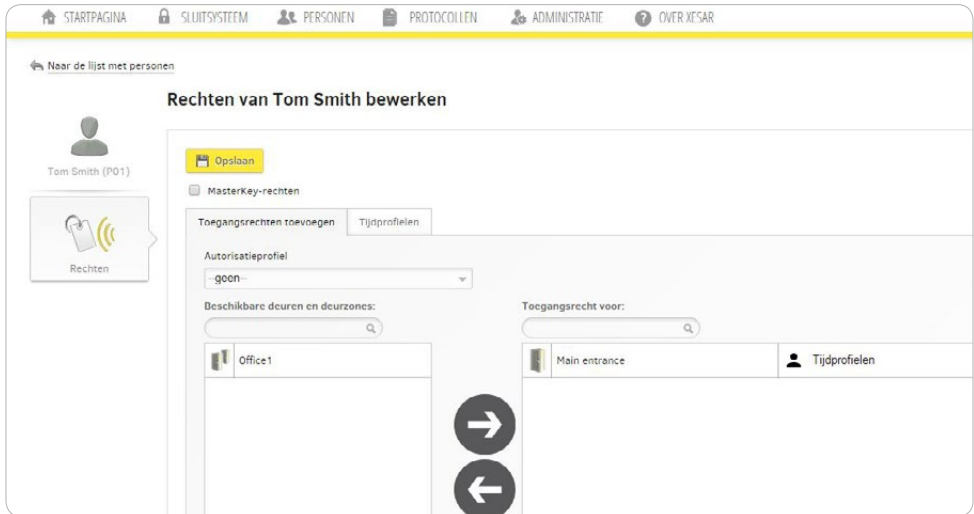 STARTPAGINA SLUITSYSTEEM PERSONEN PROTOCOLLEN ADMINISTRATIE OVER XESAR
Naar de lijst met personen
Rechten van Tom Smith bewerken
Tom Smith (P01)
Opslaan
MasterKey-rechten
Rechten
Toegangsrechten toevoegen Tijdprofielen
Autorisatieprofiel
--geen--
Beschikbare deuren en deurzones: Toegangsrecht voor:
Office1 Main entrance Tijdprofielen